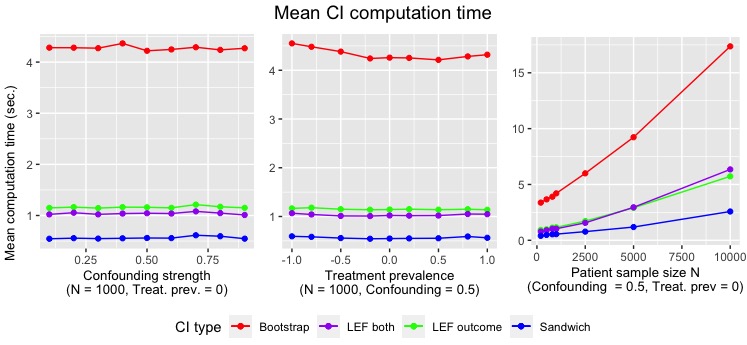 Mean CI computation time
Mean computation time (sec.)
4
3
2
1
0.25 0.50 0.75
Confounding strength
(N = 1000, Treat. prev. = 0)
4
3
2
1
-1.0 -0.5 0.0 0.5 1.0
Treatment prevalence
(N = 1000, Confounding = 0.5)
15
10
5
0
0 2500 5000 7500 10000
Patient sample size N
(Confounding = 0.5, Treat. prev = 0)
CI type Bootstrap LEF both LEF outcome Sandwich